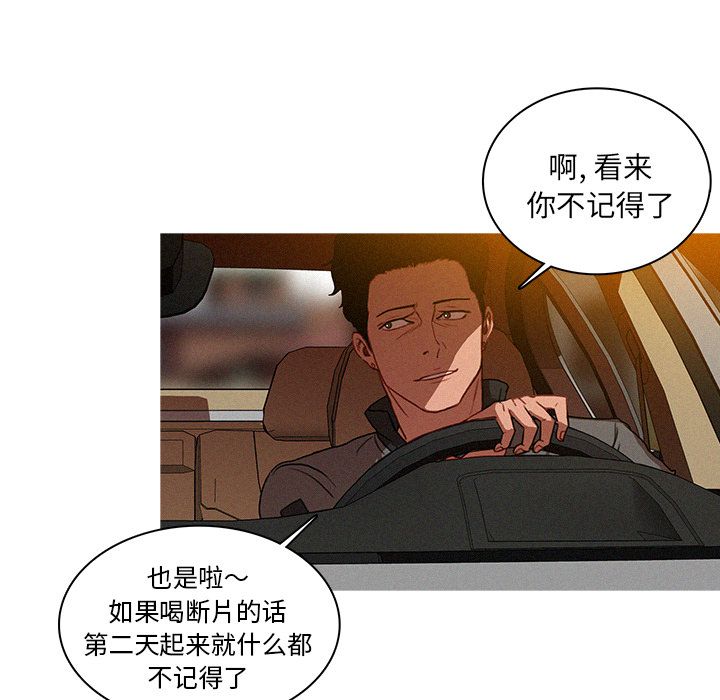 啊, 看来
你不记得了
也是啦～
如果喝断片的话
第二天起来就什么都
不记得了